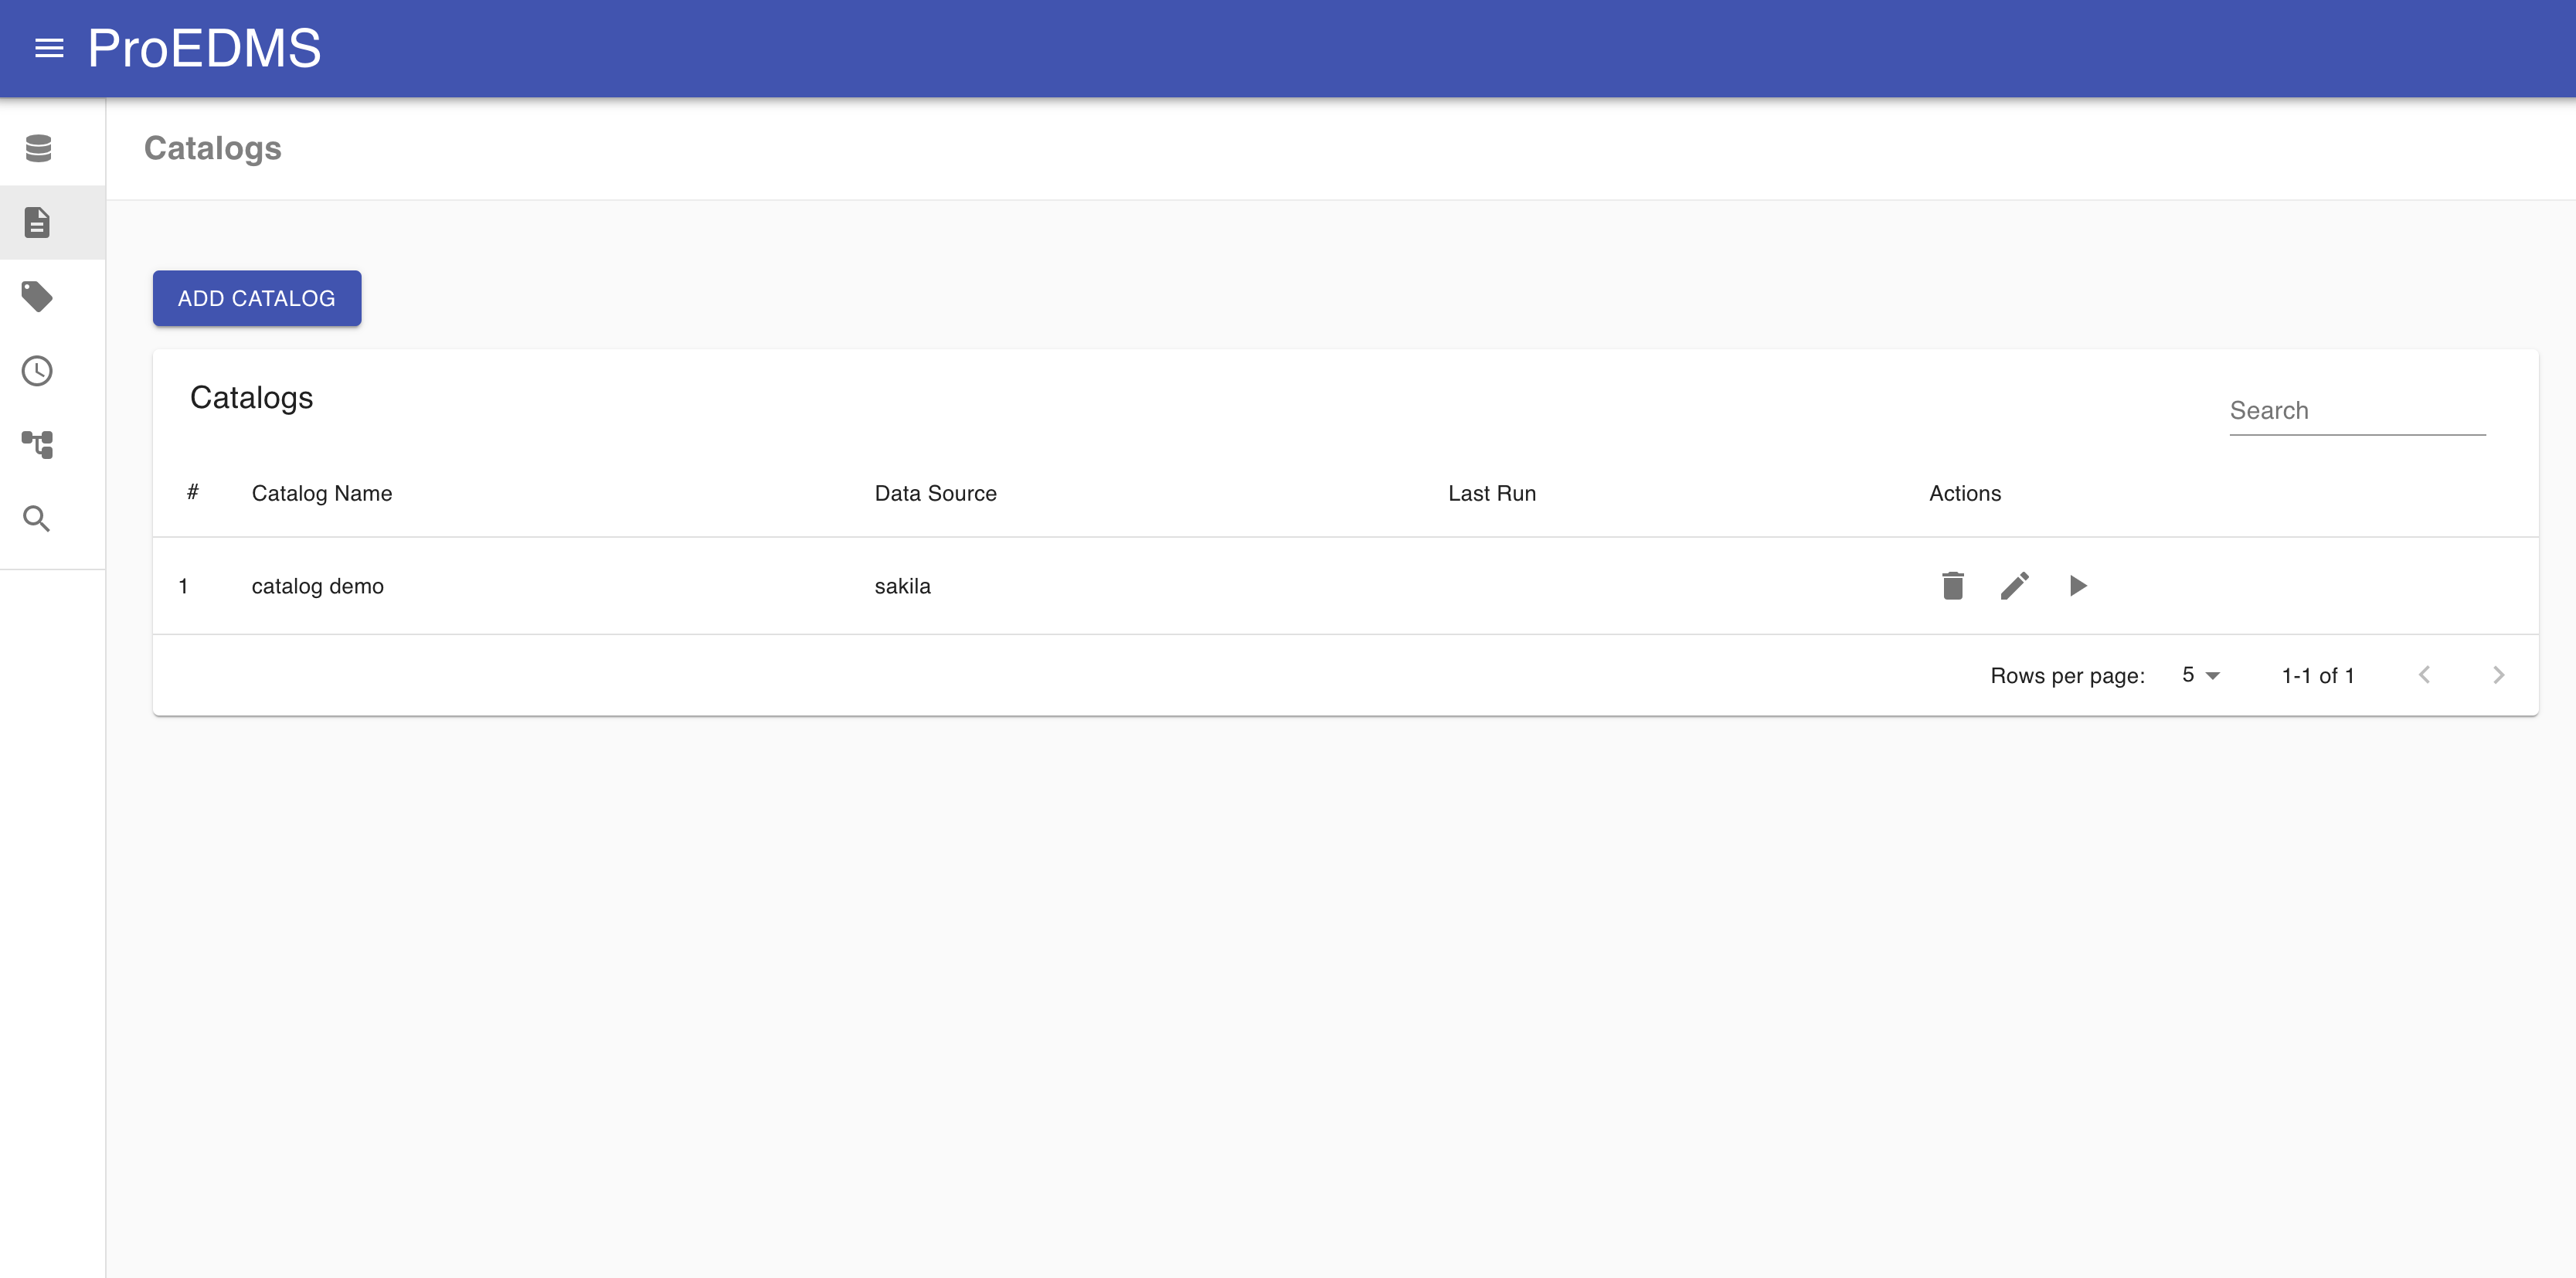 ProEDMS
Catalogs
ADD CATALOG
Catalogs
Search
# Catalog Name Data Source Last Run Actions
1 catalog demo sakila
Rows per page: 5 1-1 of 1